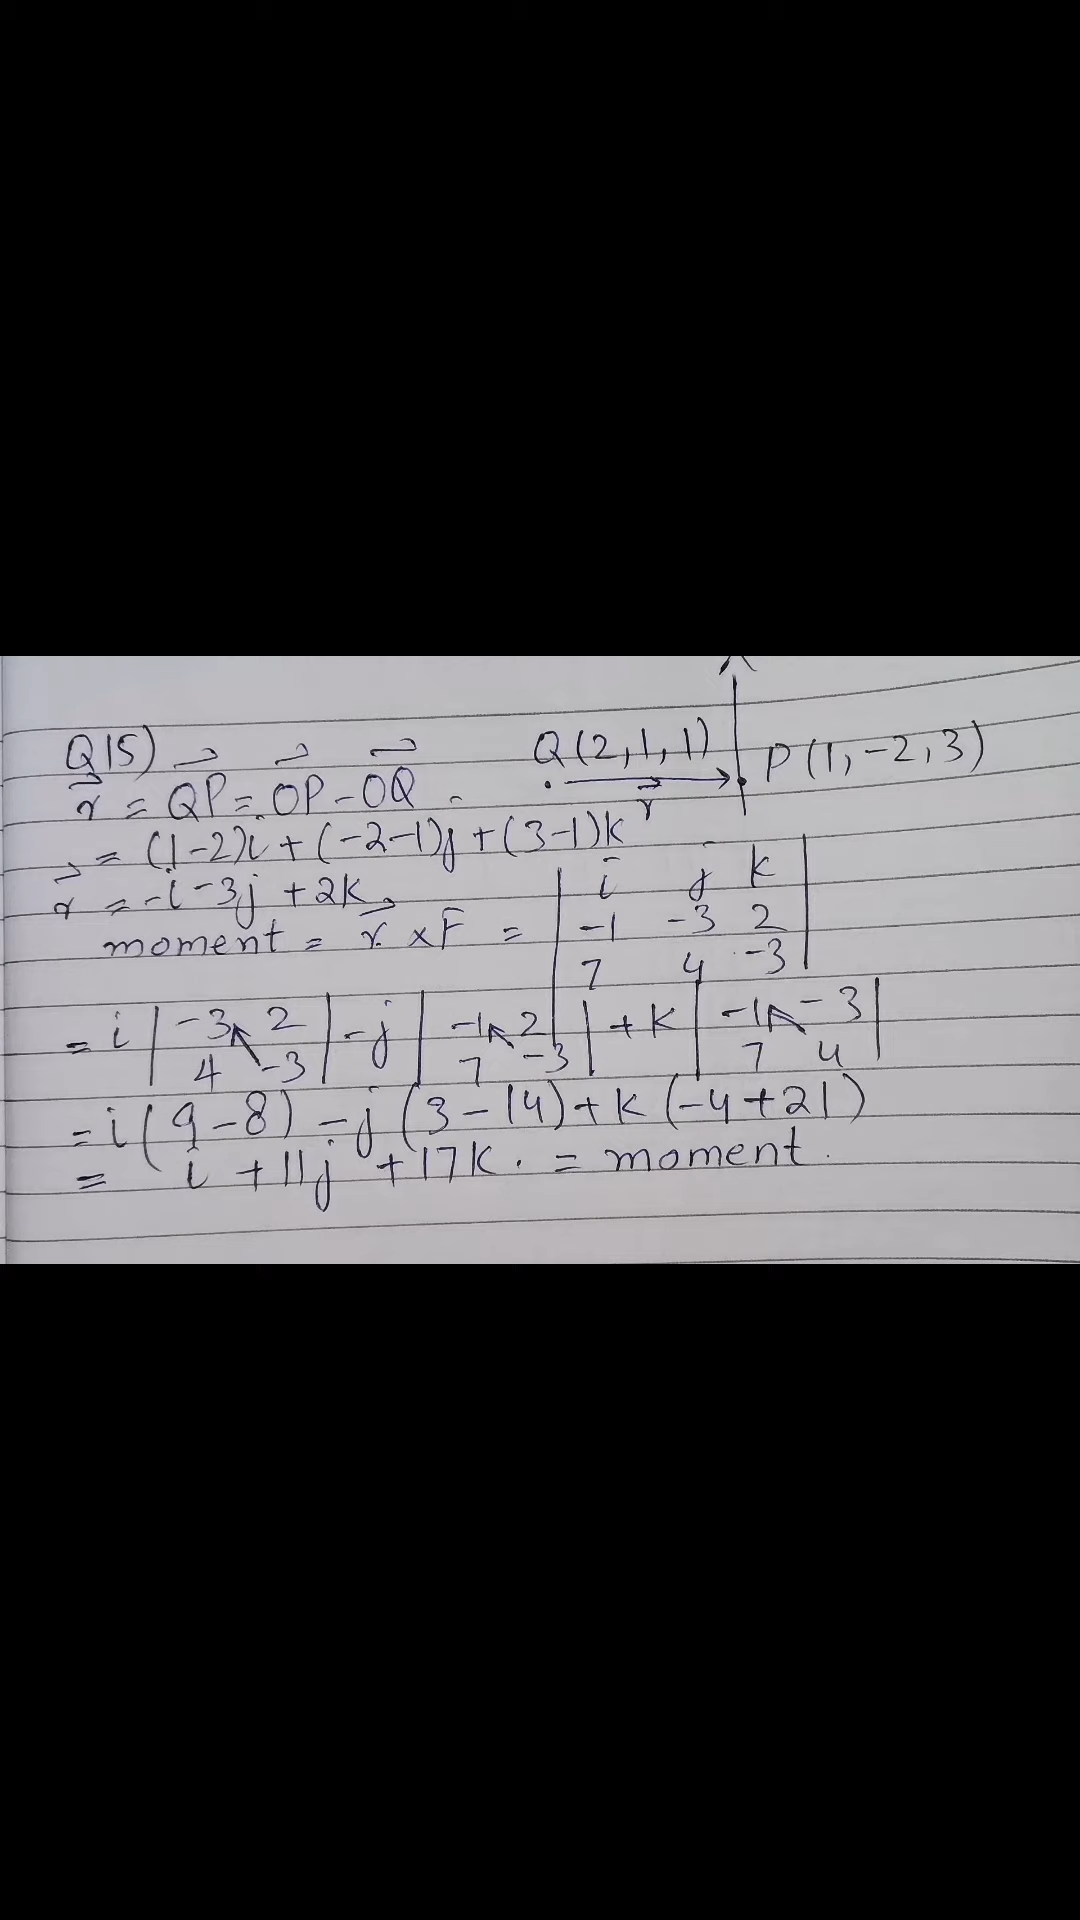 Q15)
Q(2,1,1) P(1,-2,3)
r⃗ = QP⃗ = OP⃗ - OQ⃗ r⃗
= (1-2)i + (-2-1)j + (3-1)k
r⃗ = -i -3j + 2k
moment = r⃗ × F = | i j k |
| -1 -3 2 |
| 7 4 -3 |
= i | -3 2 | - j | -1 2 | + k | -1 -3 |
| 4 -3 | | 7 -3 | | 7 4 |
= i(9-8) - j(3-14) + k(-4+21)
= i + 11j + 17k. = moment.